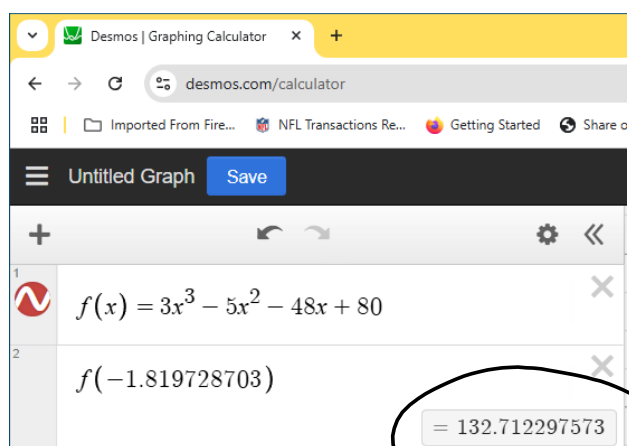 Desmos | Graphing Calculator
desmos.com/calculator
Imported From Fire... NFL Transactions Re... Getting Started Share o
Untitled Graph Save
1
f(x) = 3x³ − 5x² − 48x + 80
2
f(−1.819728703)
= 132.712297573